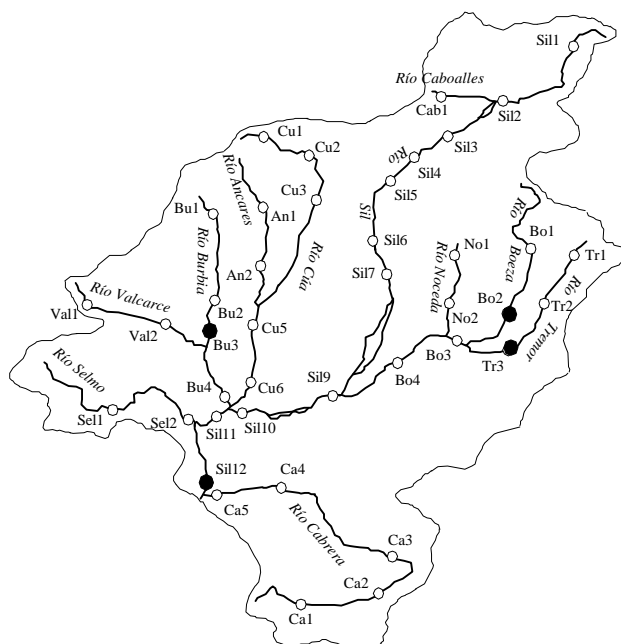 Sil1
Río Caboalles
Cab1
Sil2
Cu1
Sil3
Cu2
Río
Sil4
Río Ancares
Cu3
Sil5
Río
Bu1
An1
Sil
Bo1
Río Burbia
Río Cúa
Sil6
No1
Boeza
Tr1
Río Noceda
An2
Sil7
Río
Río Valcarce
Bu2
No2
Bo2
Tr2
Val1
Val2
Bu3
Cu5
Tremor
Bo3
Tr3
Río Selmo
Bo4
Bu4
Cu6
Sil9
Sel1
Sel2
Sil11
Sil10
Sil12
Ca4
Ca5
Río Cabrera
Ca3
Ca2
Ca1